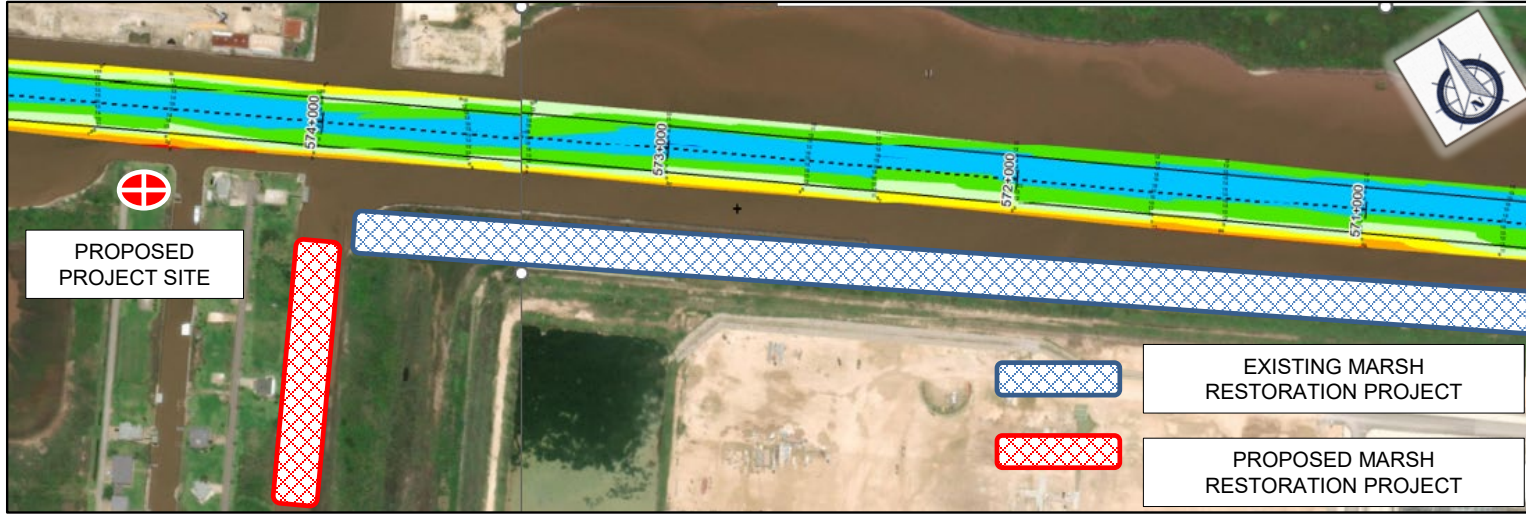 574+000
573+000
572+000
571+000
N
PROPOSED
PROJECT SITE
EXISTING MARSH
RESTORATION PROJECT
PROPOSED MARSH
RESTORATION PROJECT